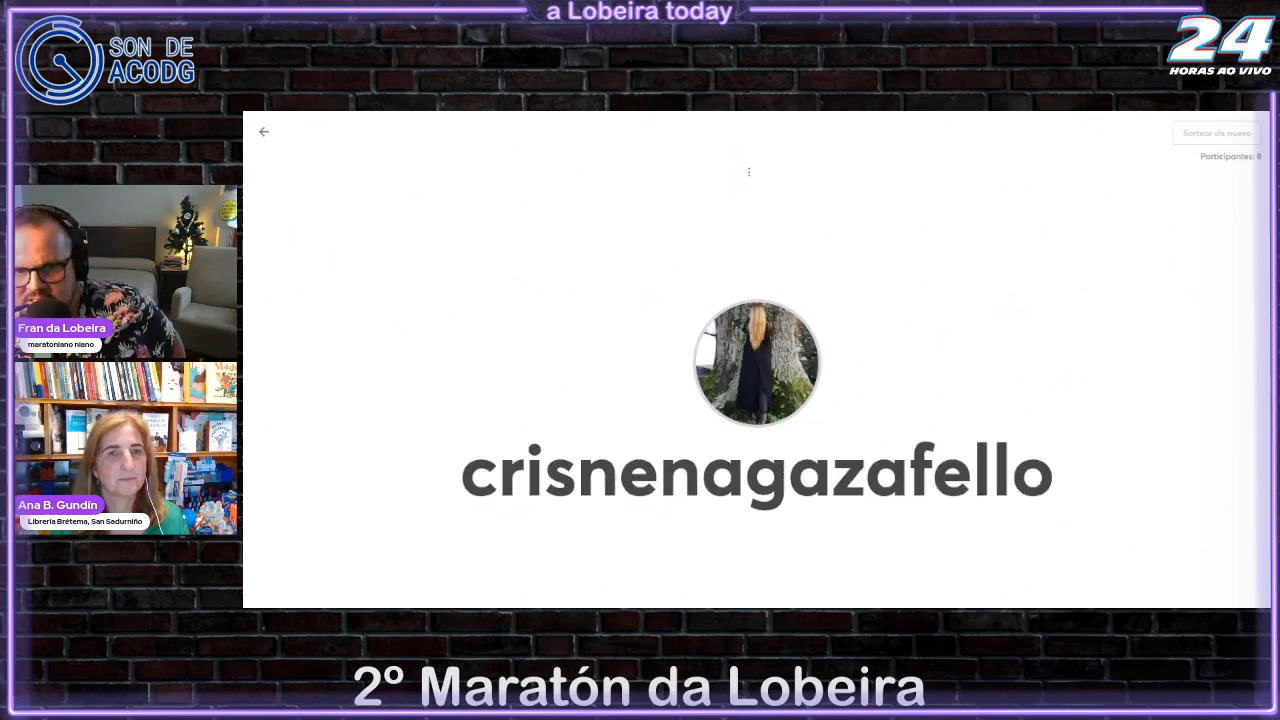 a Lobeira today
SON DE
ACODG
24
HORAS AO VIVO
Sortear de nuevo
Participantes: 8
Fran da Lobeira
maratoniano niano
Ana B. Gundín
Librería Brétema, San Sadurniño
crisnenagazafello
2º Maratón da Lobeira